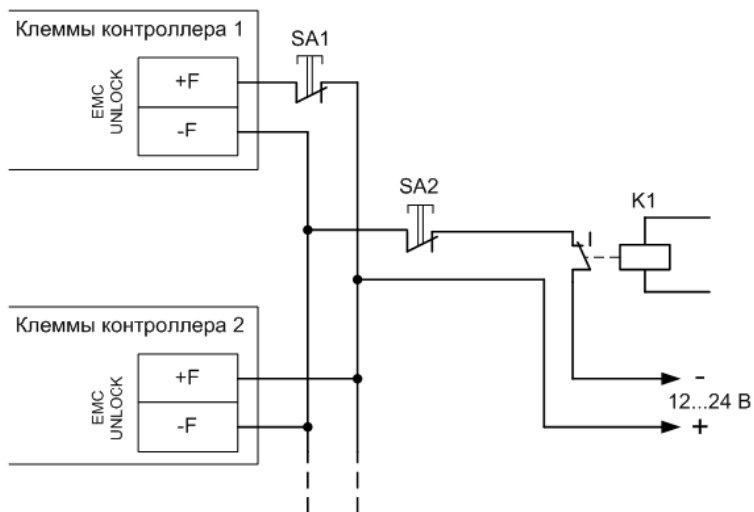 Клеммы контроллера 1
SA1
EMC
UNLOCK
+F
-F
SA2
K1
Клеммы контроллера 2
EMC
UNLOCK
+F
-F
-
12...24 В
+